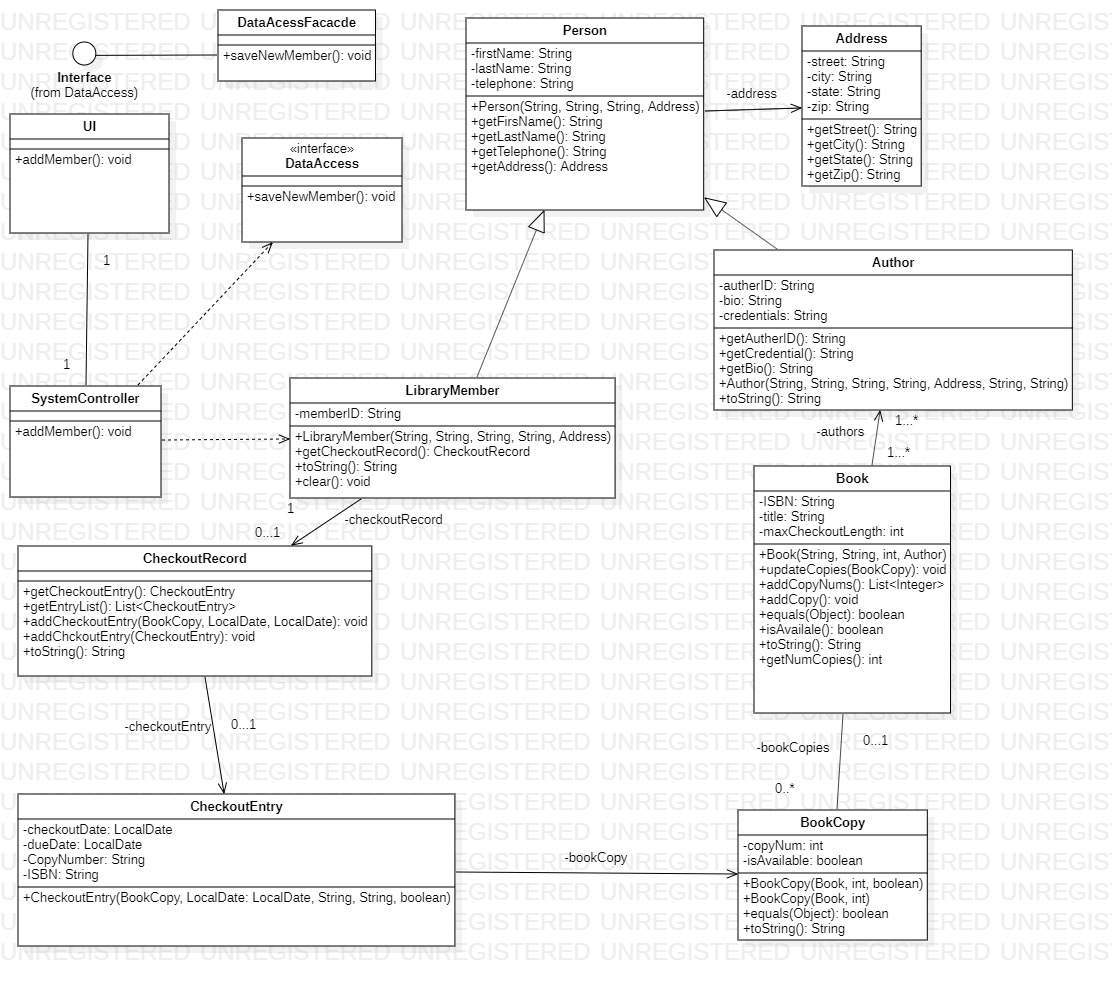 DataAcessFacacde
+saveNewMember(): void
Interface
(from DataAccess)
UI
+addMember(): void
«interface»
DataAccess
+saveNewMember(): void
Person
-firstName: String
-lastName: String
-telephone: String
+Person(String, String, String, Address)
+getFirsName(): String
+getLastName(): String
+getTelephone(): String
+getAddress(): Address
-address
Address
-street: String
-city: String
-state: String
-zip: String
+getStreet(): String
+getCity(): String
+getState(): String
+getZip(): String
Author
-autherID: String
-bio: String
-credentials: String
+getAutherID(): String
+getCredential(): String
+getBio(): String
+Author(String, String, String, String, Address, String, String)
+toString(): String
1
1
SystemController
+addMember(): void
LibraryMember
-memberID: String
+LibraryMember(String, String, String, String, Address)
+getCheckoutRecord(): CheckoutRecord
+toString(): String
+clear(): void
1
-checkoutRecord
0...1
1...*
-authors
1...*
Book
-ISBN: String
-title: String
-maxCheckoutLength: int
+Book(String, String, int, Author)
+updateCopies(BookCopy): void
+addCopyNums(): List<Integer>
+addCopy(): void
+equals(Object): boolean
+isAvailale(): boolean
+toString(): String
+getNumCopies(): int
CheckoutRecord
+getCheckoutEntry(): CheckoutEntry
+getEntryList(): List<CheckoutEntry>
+addCheckoutEntry(BookCopy, LocalDate, LocalDate): void
+addChckoutEntry(CheckoutEntry): void
+toString(): String
-checkoutEntry
0...1
-bookCopies
0...1
0..*
CheckoutEntry
-checkoutDate: LocalDate
-dueDate: LocalDate
-CopyNumber: String
-ISBN: String
+CheckoutEntry(BookCopy, LocalDate: LocalDate, String, String, boolean)
-bookCopy
BookCopy
-copyNum: int
-isAvailable: boolean
+BookCopy(Book, int, boolean)
+BookCopy(Book, int)
+equals(Object): boolean
+toString(): String
UNREGISTERED